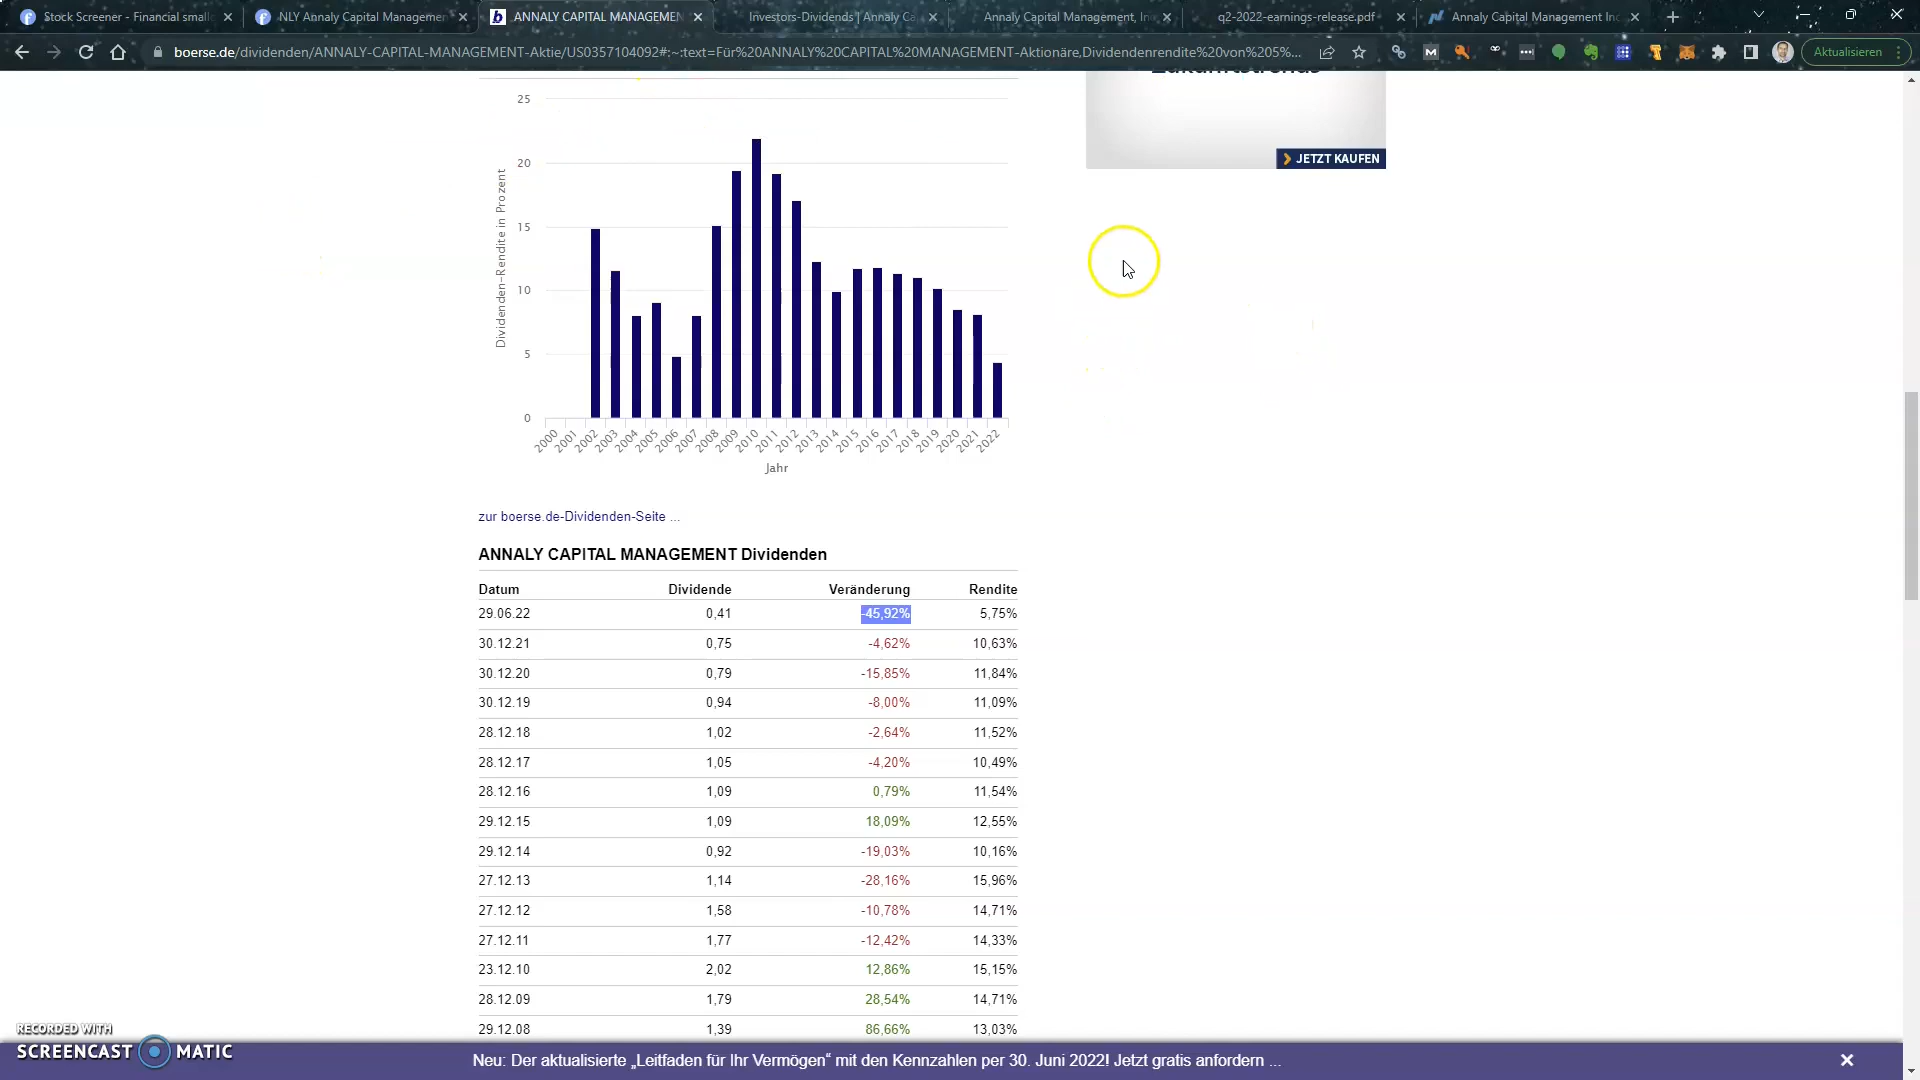 Stock Screener - Financial small
NLY Annaly Capital Managemen
ANNALY CAPITAL MANAGEMEN
Investors-Dividends | Annaly Ca
Annaly Capital Management, In
q2-2022-earnings-release.pdf
Annaly Capital Management Inc
boerse.de/dividenden/ANNALY-CAPITAL-MANAGEMENT-Aktie/US0357104092#:~:text=Für%20ANNALY%20CAPITAL%20MANAGEMENT-Aktionäre,Dividendenrendite%20von%205%...
Aktualisieren
JETZT KAUFEN
Dividenden-Rendite in Prozent
25
20
15
10
5
0
2000 2001 2002 2003 2004 2005 2006 2007 2008 2009 2010 2011 2012 2013 2014 2015 2016 2017 2018 2019 2020 2021 2022
Jahr
zur boerse.de-Dividenden-Seite ...
ANNALY CAPITAL MANAGEMENT Dividenden
Datum Dividende Veränderung Rendite
29.06.22 0,41 -45,92% 5,75%
30.12.21 0,75 -4,62% 10,63%
30.12.20 0,79 -15,85% 11,84%
30.12.19 0,94 -8,00% 11,09%
28.12.18 1,02 -2,64% 11,52%
28.12.17 1,05 -4,20% 10,49%
28.12.16 1,09 0,79% 11,54%
29.12.15 1,09 18,09% 12,55%
29.12.14 0,92 -19,03% 10,16%
27.12.13 1,14 -28,16% 15,96%
27.12.12 1,58 -10,78% 14,71%
27.12.11 1,77 -12,42% 14,33%
23.12.10 2,02 12,86% 15,15%
28.12.09 1,79 28,54% 14,71%
29.12.08 1,39 86,66% 13,03%
RECORDED WITH
SCREENCAST MATIC
Neu: Der aktualisierte „Leitfaden für Ihr Vermögen“ mit den Kennzahlen per 30. Juni 2022! Jetzt gratis anfordern ...